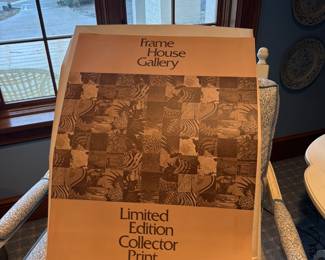 Frame
House
Gallery
Limited
Edition
Collector
Print